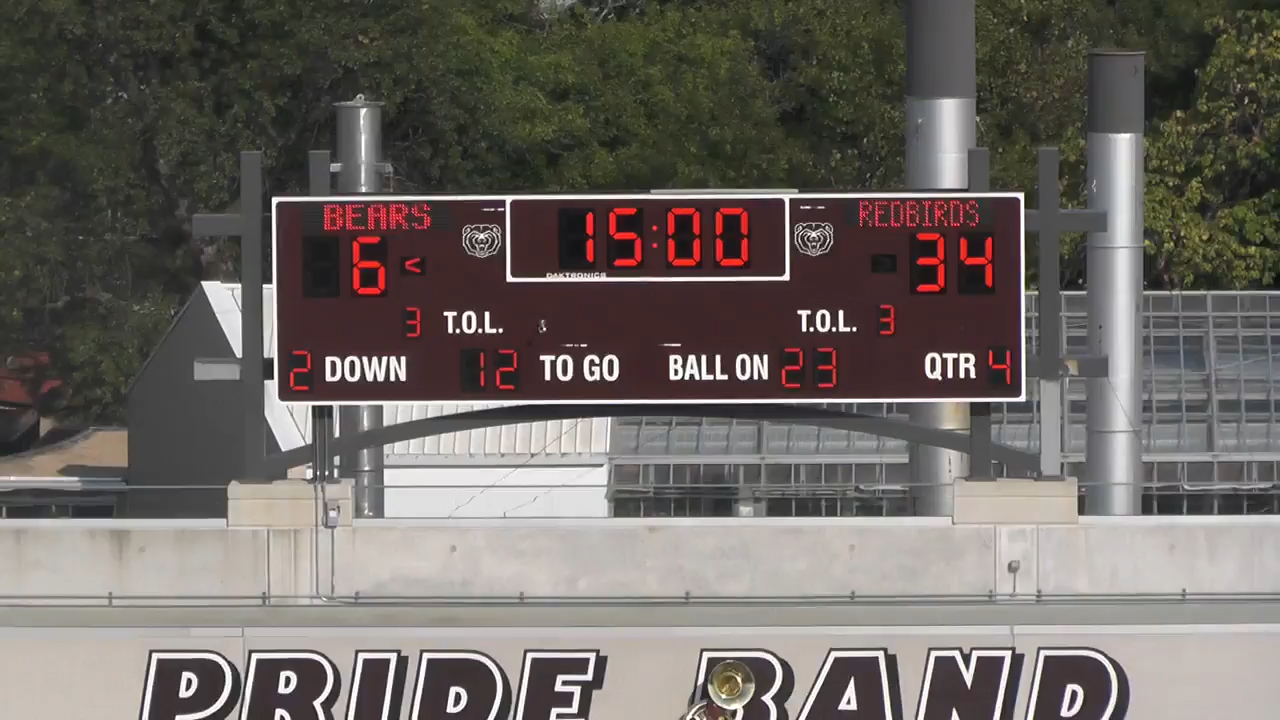 BEARS 15:00 REDBIRDS
6 < DAKTRONICS 34
3 T.O.L. T.O.L. 3
2 DOWN 12 TO GO BALL ON 23 QTR 4
PRIDE BAND